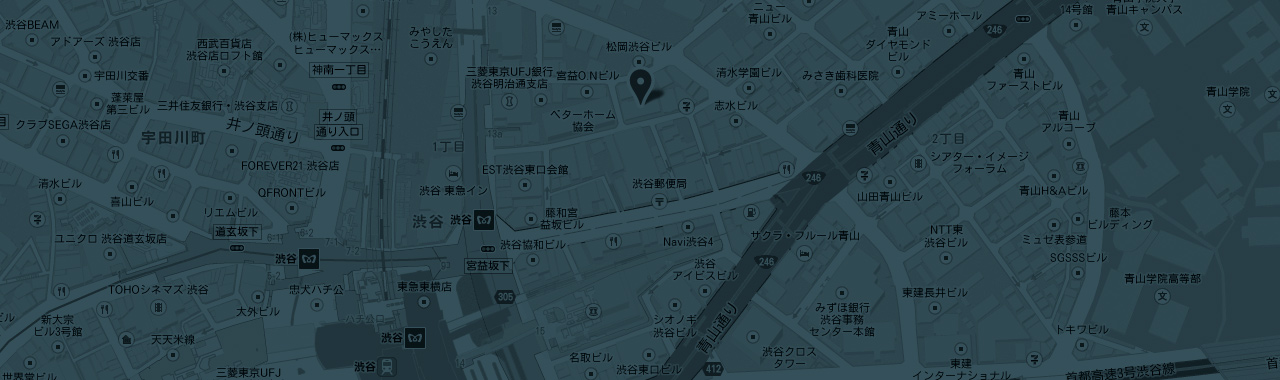 渋谷BEAM
アドアーズ 渋谷店
宇田川交番
西武百貨店
渋谷店ロフト館
(株)ヒューマックス
ヒューマックス…
神南一丁目
蓬莱屋
第三ビル
三井住友銀行・渋谷支店
クラブSEGA渋谷店
宇田川町
井ノ頭通り
井ノ頭
通り入口
FOREVER21 渋谷店
清水ビル
喜山ビル
QFRONTビル
リエムビル
道玄坂下
ユニクロ 渋谷道玄坂店
渋谷
TOHOシネマズ 渋谷
忠犬ハチ公
大外ビル
新大宗
ビル3号館
天天米線
世界堂ビル
三菱東京UFJ
みやした
こうえん
13
三菱東京UFJ銀行
渋谷明治通支店
宮益O.Nビル
松岡渋谷ビル
ベターホーム
協会
33a
1丁目
EST渋谷東口会館
渋谷 東急イン
渋谷
渋谷
藤和宮
益坂ビル
渋谷協和ビル
宮益坂下
東急東横店
305
ハチ公口
渋谷
渋谷
14
16
名取ビル
渋谷郵便局
Navi渋谷4
渋谷
アイビスビル
シオノギ
渋谷ビル
渋谷東口ビル
412
ニュー
青山ビル
清水学園ビル
志水ビル
みさき歯科医院
青山
ダイヤモンド
ビル
アミーホール
246
14号館
青山キャンパス
青山
ファーストビル
青山学院
青山
アルコーブ
青山通り
2丁目
シアター・イメージ
フォーラム
246
山田青山ビル
青山H&Aビル
サクラ・フルール青山
246
NTT東
渋谷ビル
藤本
ビルディング
ミュゼ表参道
SGSSSビル
青山学院高等部
東建長井ビル
みずほ銀行
渋谷事務
センター本館
青山通り
渋谷クロス
タワー
トキワビル
東建
インターナショナル
首都高速3号渋谷線
首